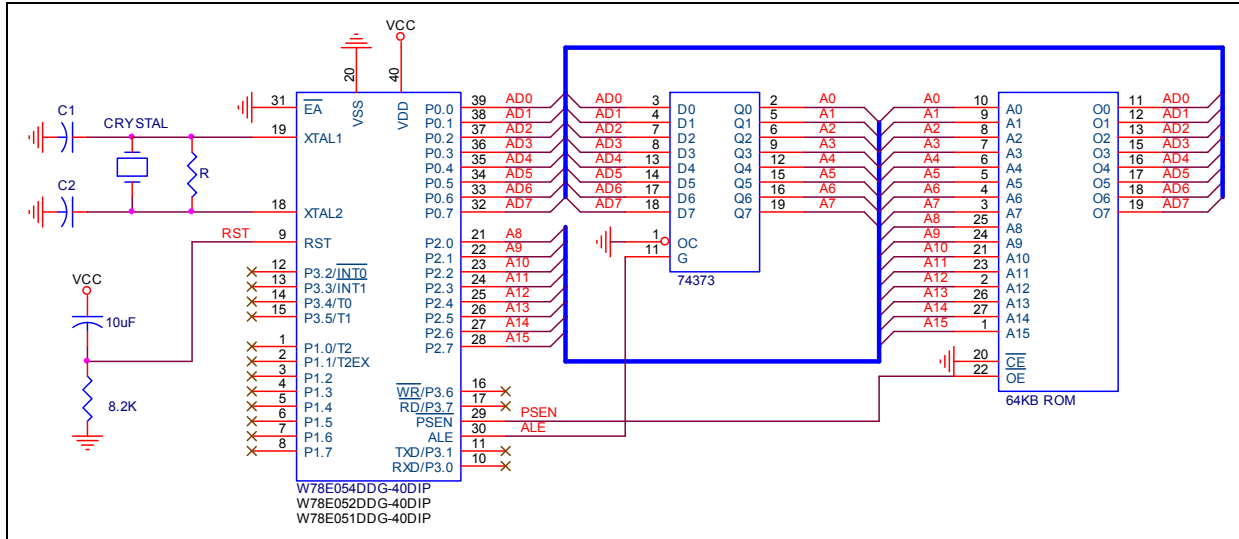 VCC
C1
CRYSTAL
C2
R
RST
VCC
10uF
8.2K
31 EA
19 XTAL1
18 XTAL2
9 RST
12 P3.2/INT0
13 P3.3/INT1
14 P3.4/T0
15 P3.5/T1
1 P1.0/T2
2 P1.1/T2EX
3 P1.2
4 P1.3
5 P1.4
6 P1.5
7 P1.6
8 P1.7
20 VSS
40 VDD
P0.0 39 AD0
P0.1 38 AD1
P0.2 37 AD2
P0.3 36 AD3
P0.4 35 AD4
P0.5 34 AD5
P0.6 33 AD6
P0.7 32 AD7
P2.0 21 A8
P2.1 22 A9
P2.2 23 A10
P2.3 24 A11
P2.4 25 A12
P2.5 26 A13
P2.6 27 A14
P2.7 28 A15
WR/P3.6 16
RD/P3.7 17
PSEN 29 PSEN
ALE 30 ALE
TXD/P3.1 11
RXD/P3.0 10
W78E054DDG-40DIP
W78E052DDG-40DIP
W78E051DDG-40DIP
AD0 3 D0 Q0 2 A0
AD1 4 D1 Q1 5 A1
AD2 7 D2 Q2 6 A2
AD3 8 D3 Q3 9 A3
AD4 13 D4 Q4 12 A4
AD5 14 D5 Q5 15 A5
AD6 17 D6 Q6 16 A6
AD7 18 D7 Q7 19 A7
1 OC
11 G
74373
A0 10 A0 O0 11 AD0
A1 9 A1 O1 12 AD1
A2 8 A2 O2 13 AD2
A3 7 A3 O3 15 AD3
A4 6 A4 O4 16 AD4
A5 5 A5 O5 17 AD5
A6 4 A6 O6 18 AD6
A7 3 A7 O7 19 AD7
A8 25 A8
A9 24 A9
A10 21 A10
A11 23 A11
A12 2 A12
A13 26 A13
A14 27 A14
A15 1 A15
20 CE
22 OE
64KB ROM